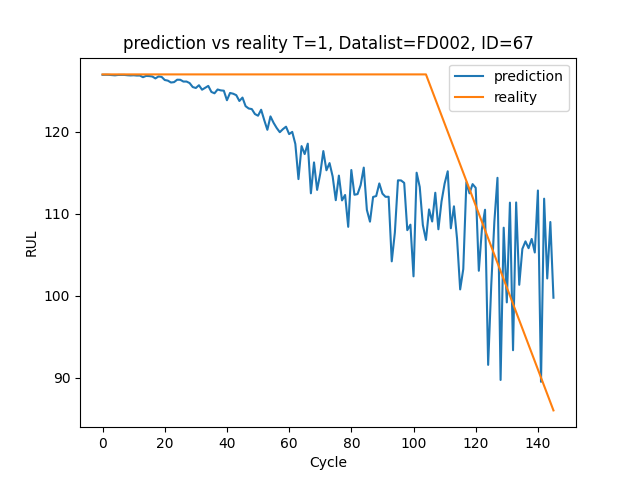 prediction vs reality T=1, Datalist=FD002, ID=67
prediction
reality
RUL
120
110
100
90
0 20 40 60 80 100 120 140
Cycle